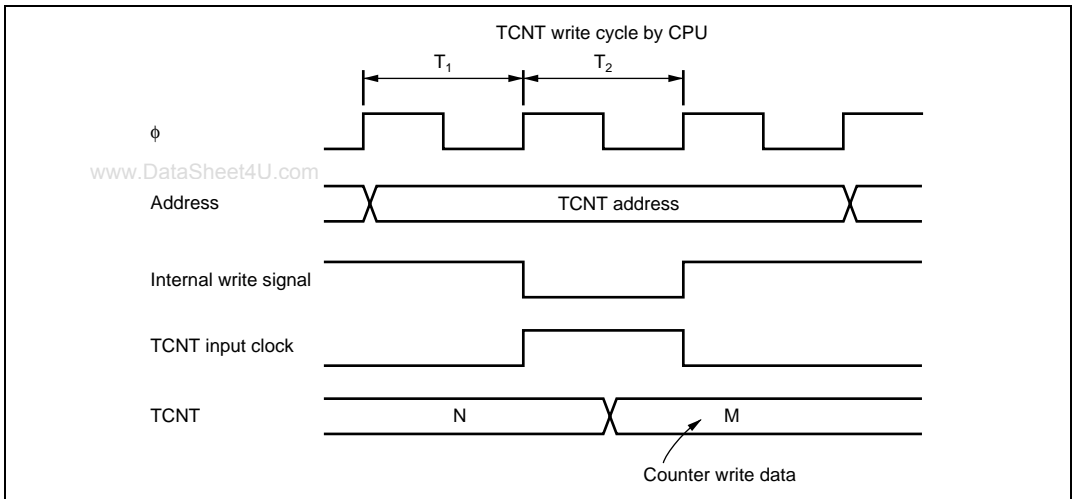 TCNT write cycle by CPU
T₁ T₂
φ
www.DataSheet4U.com
Address TCNT address
Internal write signal
TCNT input clock
TCNT N M
Counter write data